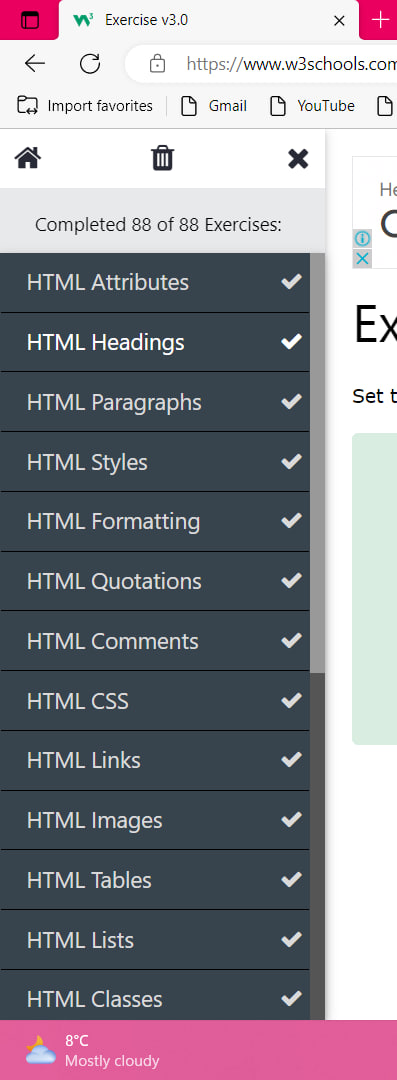 Exercise v3.0
https://www.w3schools.com
Import favorites
Gmail
YouTube
Completed 88 of 88 Exercises:
HTML Attributes
HTML Headings
HTML Paragraphs
HTML Styles
HTML Formatting
HTML Quotations
HTML Comments
HTML CSS
HTML Links
HTML Images
HTML Tables
HTML Lists
HTML Classes
He
Ex
Set t
8°C
Mostly cloudy